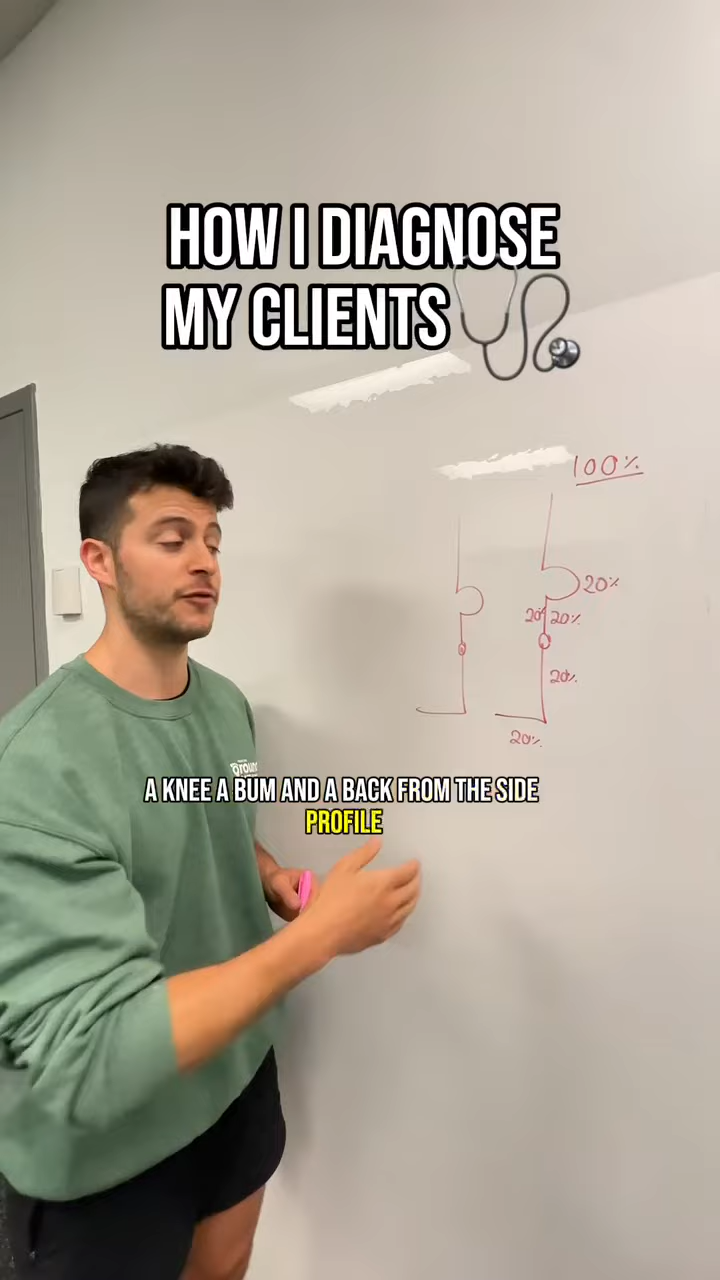 HOW I DIAGNOSE
MY CLIENTS
100%
20%
20% 20%
20%
20%
A KNEE A BUM AND A BACK FROM THE SIDE
PROFILE